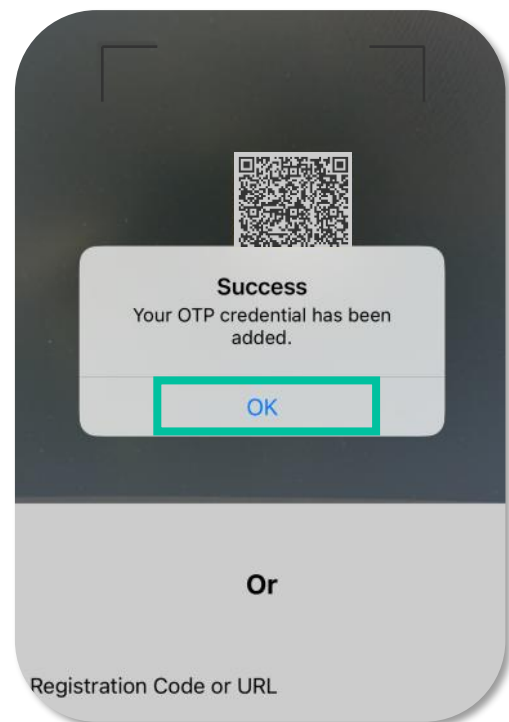 Success
Your OTP credential has been
added.
OK
Or
Registration Code or URL